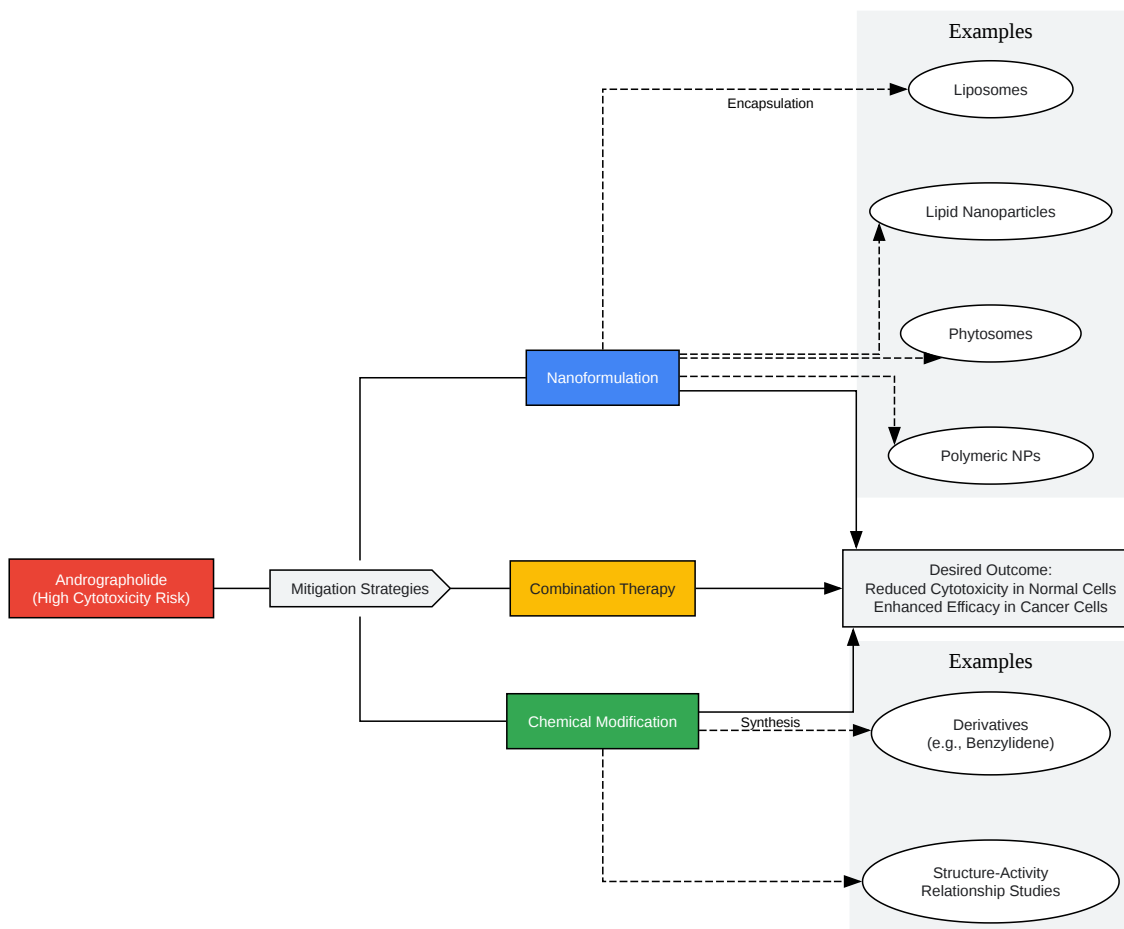 Examples
Liposomes
Encapsulation
Lipid Nanoparticles
Phytosomes
Nanoformulation
Polymeric NPs
Andrographolide
(High Cytotoxicity Risk)
Mitigation Strategies
Combination Therapy
Desired Outcome:
Reduced Cytotoxicity in Normal Cells
Enhanced Efficacy in Cancer Cells
Examples
Chemical Modification
Synthesis
Derivatives
(e.g., Benzylidene)
Structure-Activity
Relationship Studies